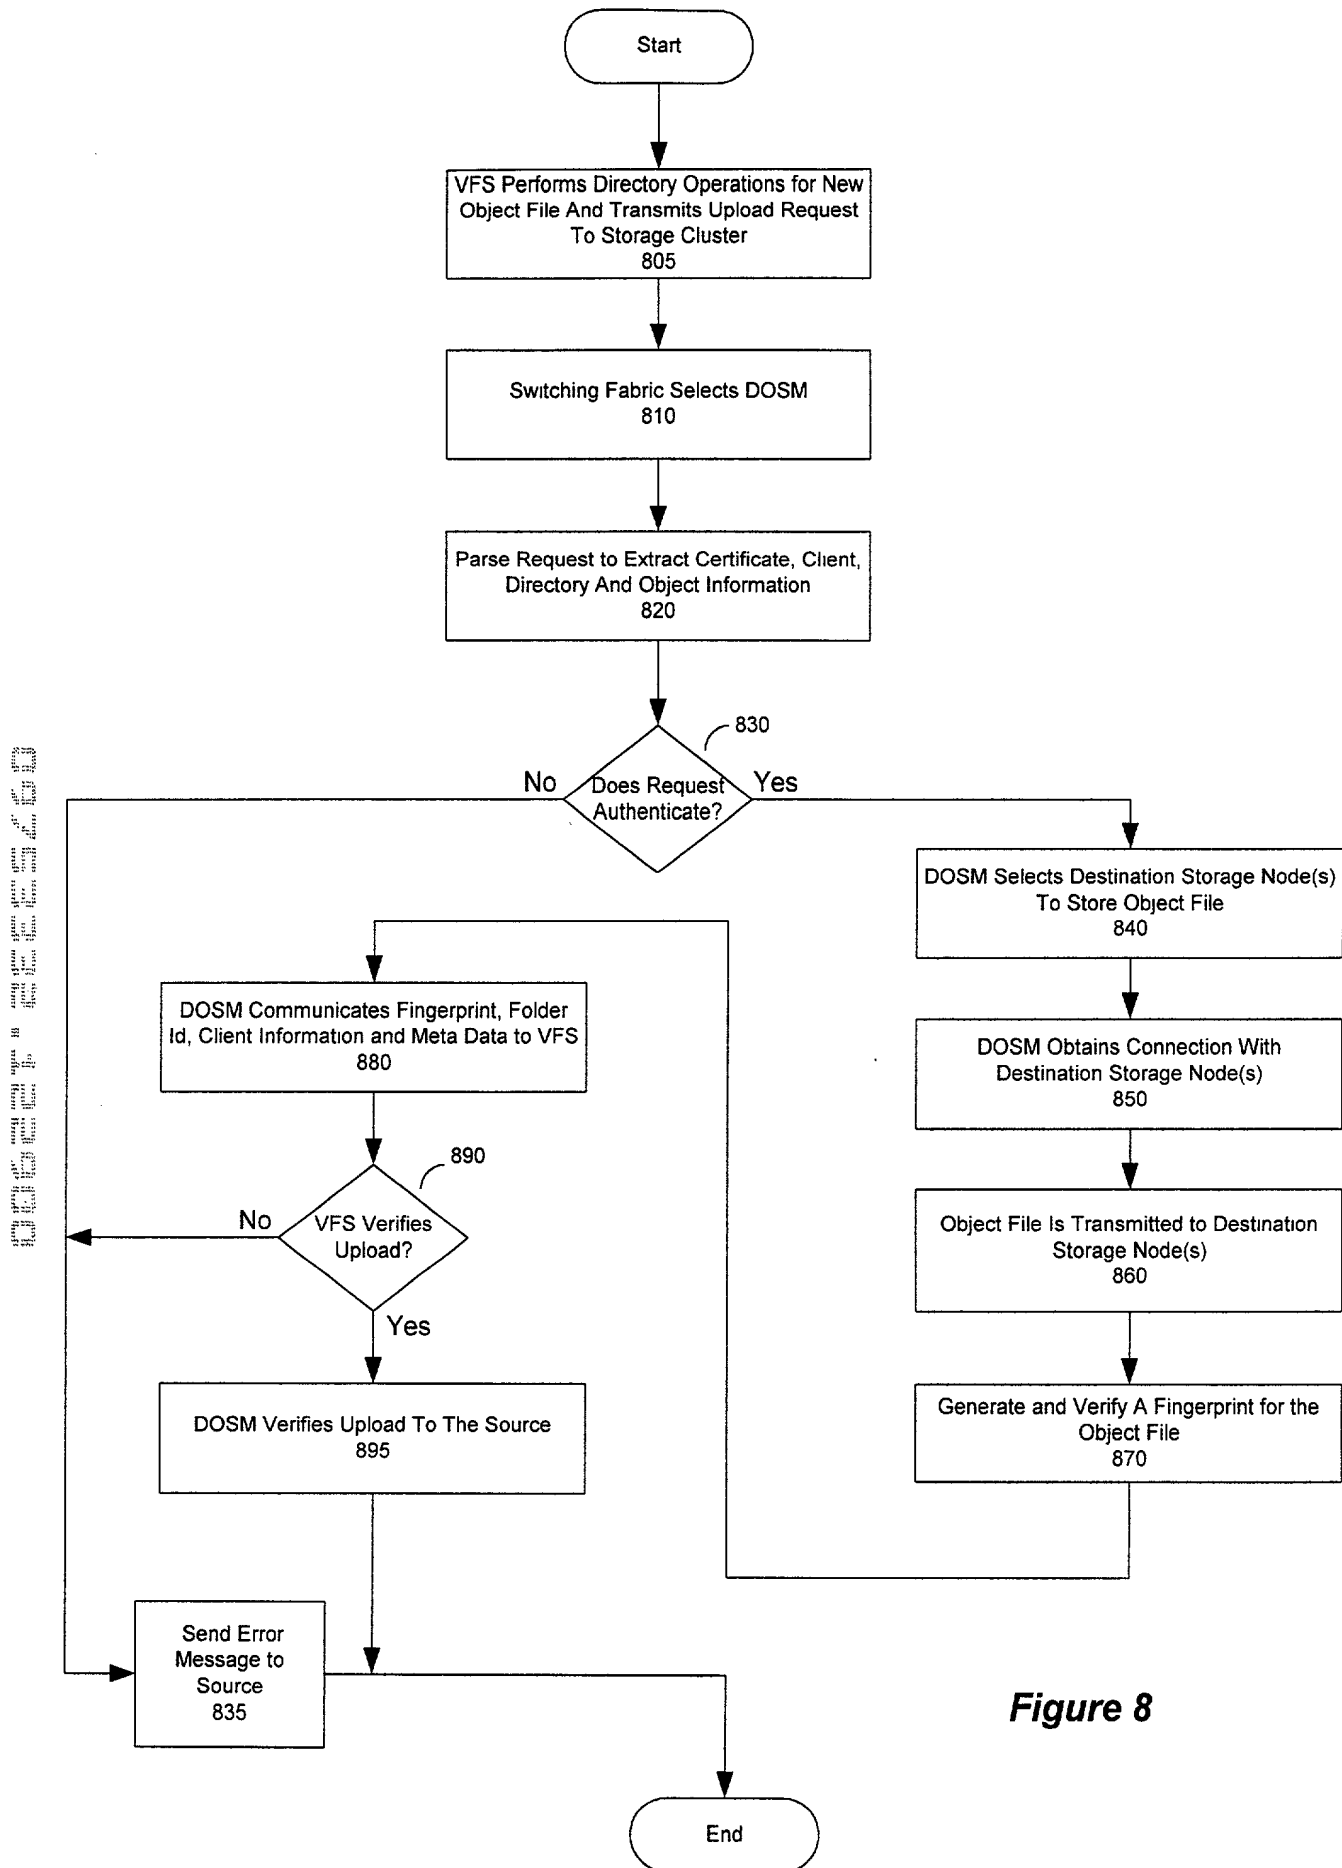 Start
VFS Performs Directory Operations for New
Object File And Transmits Upload Request
To Storage Cluster
805
Switching Fabric Selects DOSM
810
Parse Request to Extract Certificate, Client,
Directory And Object Information
820
830
No
Does Request
Authenticate?
Yes
DOSM Selects Destination Storage Node(s)
To Store Object File
840
DOSM Obtains Connection With
Destination Storage Node(s)
850
Object File Is Transmitted to Destination
Storage Node(s)
860
Generate and Verify A Fingerprint for the
Object File
870
DOSM Communicates Fingerprint, Folder
Id, Client Information and Meta Data to VFS
880
890
No
VFS Verifies
Upload?
Yes
DOSM Verifies Upload To The Source
895
Send Error
Message to
Source
835
End
Figure 8